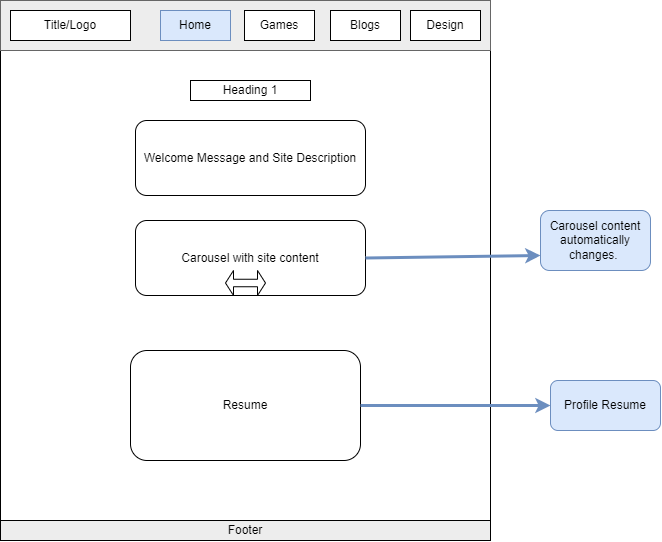 Title/Logo
Home
Games
Blogs
Design
Heading 1
Welcome Message and Site Description
Carousel with site content
Carousel content
automatically
changes.
Resume
Profile Resume
Footer